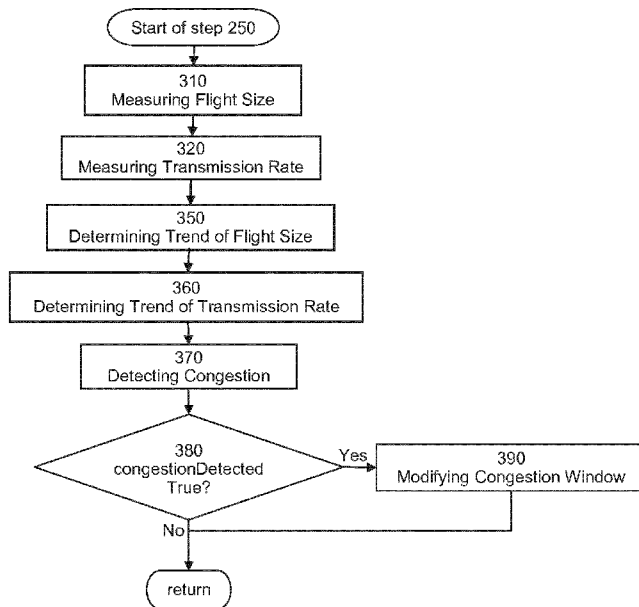 Start of step 250
310
Measuring Flight Size
320
Measuring Transmission Rate
350
Determining Trend of Flight Size
360
Determining Trend of Transmission Rate
370
Detecting Congestion
380
congestionDetected
True?
Yes
390
Modifying Congestion Window
No
return